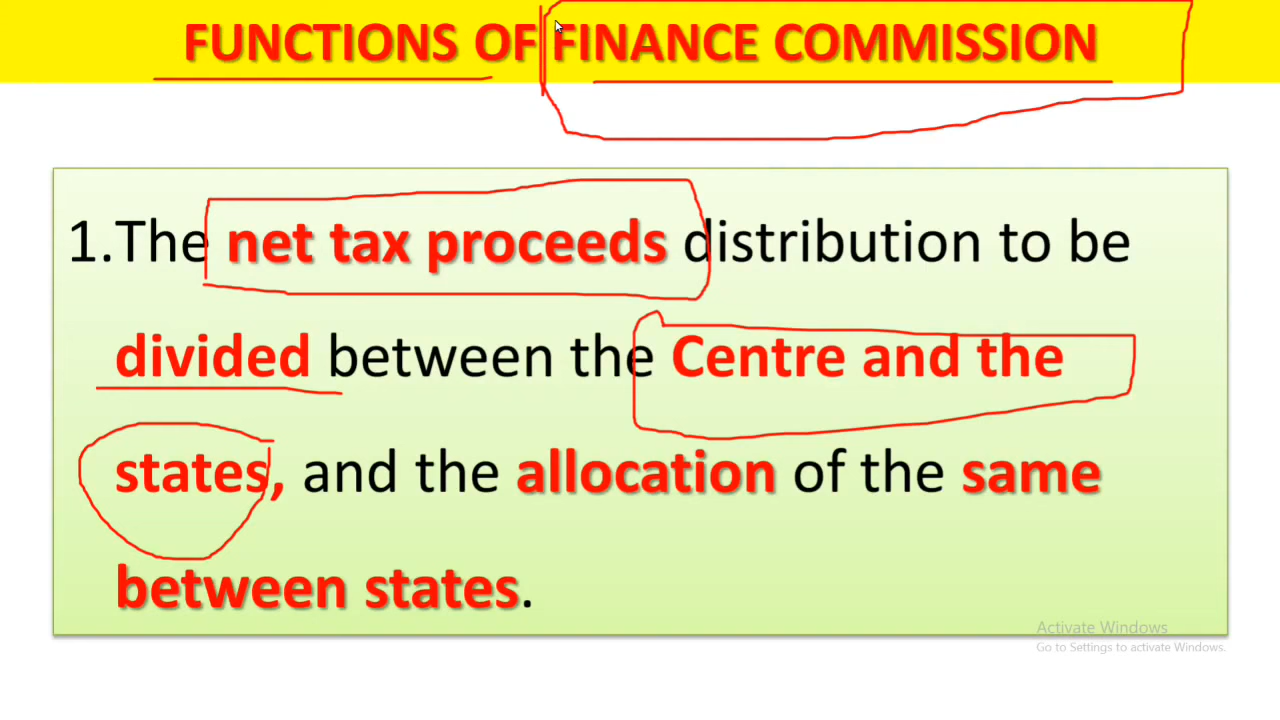 FUNCTIONS OF FINANCE COMMISSION
1.The net tax proceeds distribution to be
divided between the Centre and the
states, and the allocation of the same
between states.
Activate Windows
Go to Settings to activate Windows.